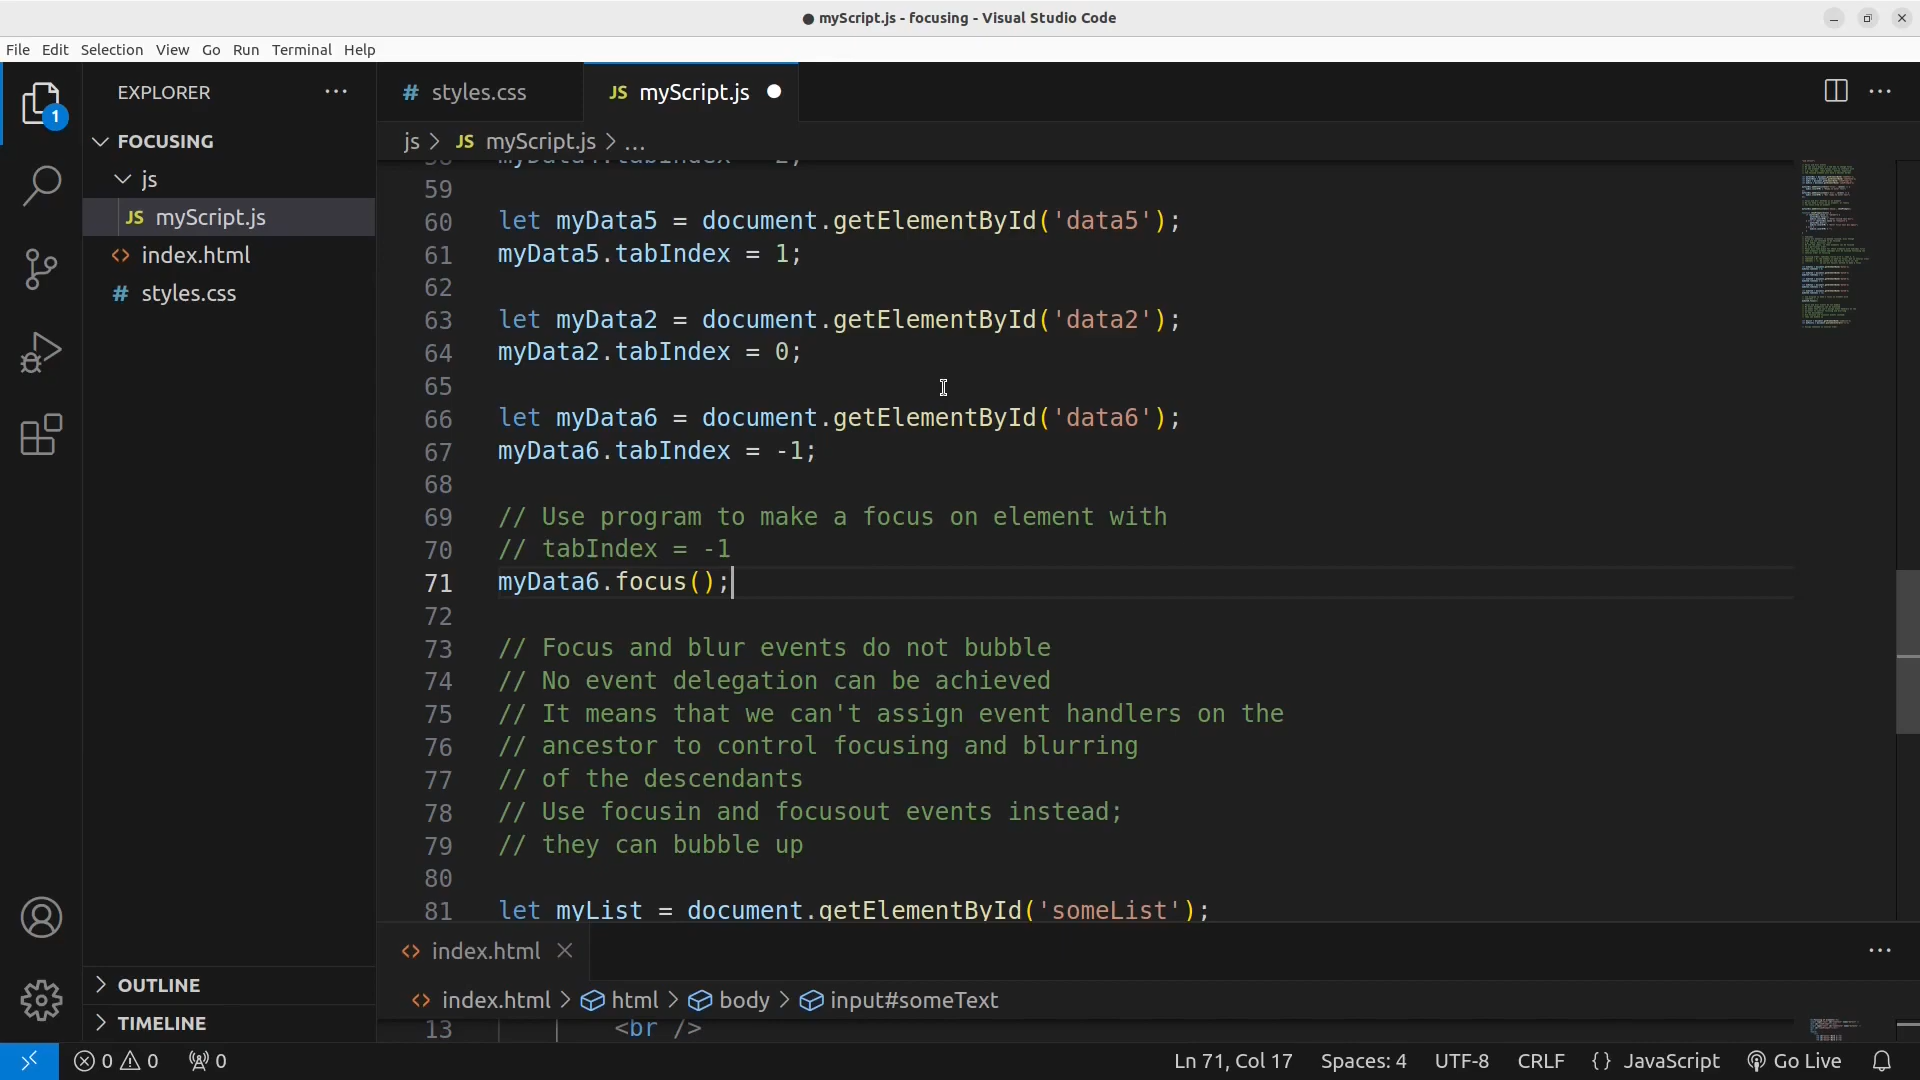 myScript.js - focusing - Visual Studio Code
File Edit Selection View Go Run Terminal Help
1
EXPLORER
FOCUSING
js
JS myScript.js
<> index.html
# styles.css
OUTLINE
TIMELINE
# styles.css JS myScript.js
js > JS myScript.js > ...
59
60 let myData5 = document.getElementById('data5');
61 myData5.tabIndex = 1;
62
63 let myData2 = document.getElementById('data2');
64 myData2.tabIndex = 0;
65
66 let myData6 = document.getElementById('data6');
67 myData6.tabIndex = -1;
68
69 // Use program to make a focus on element with
70 // tabIndex = -1
71 myData6.focus();
72
73 // Focus and blur events do not bubble
74 // No event delegation can be achieved
75 // It means that we can't assign event handlers on the
76 // ancestor to control focusing and blurring
77 // of the descendants
78 // Use focusin and focusout events instead;
79 // they can bubble up
80
81 let myList = document.getElementById('someList');
<> index.html
<> index.html > html > body > input#someText
13 <br />
0 0 0 Ln 71, Col 17 Spaces: 4 UTF-8 CRLF {} JavaScript Go Live